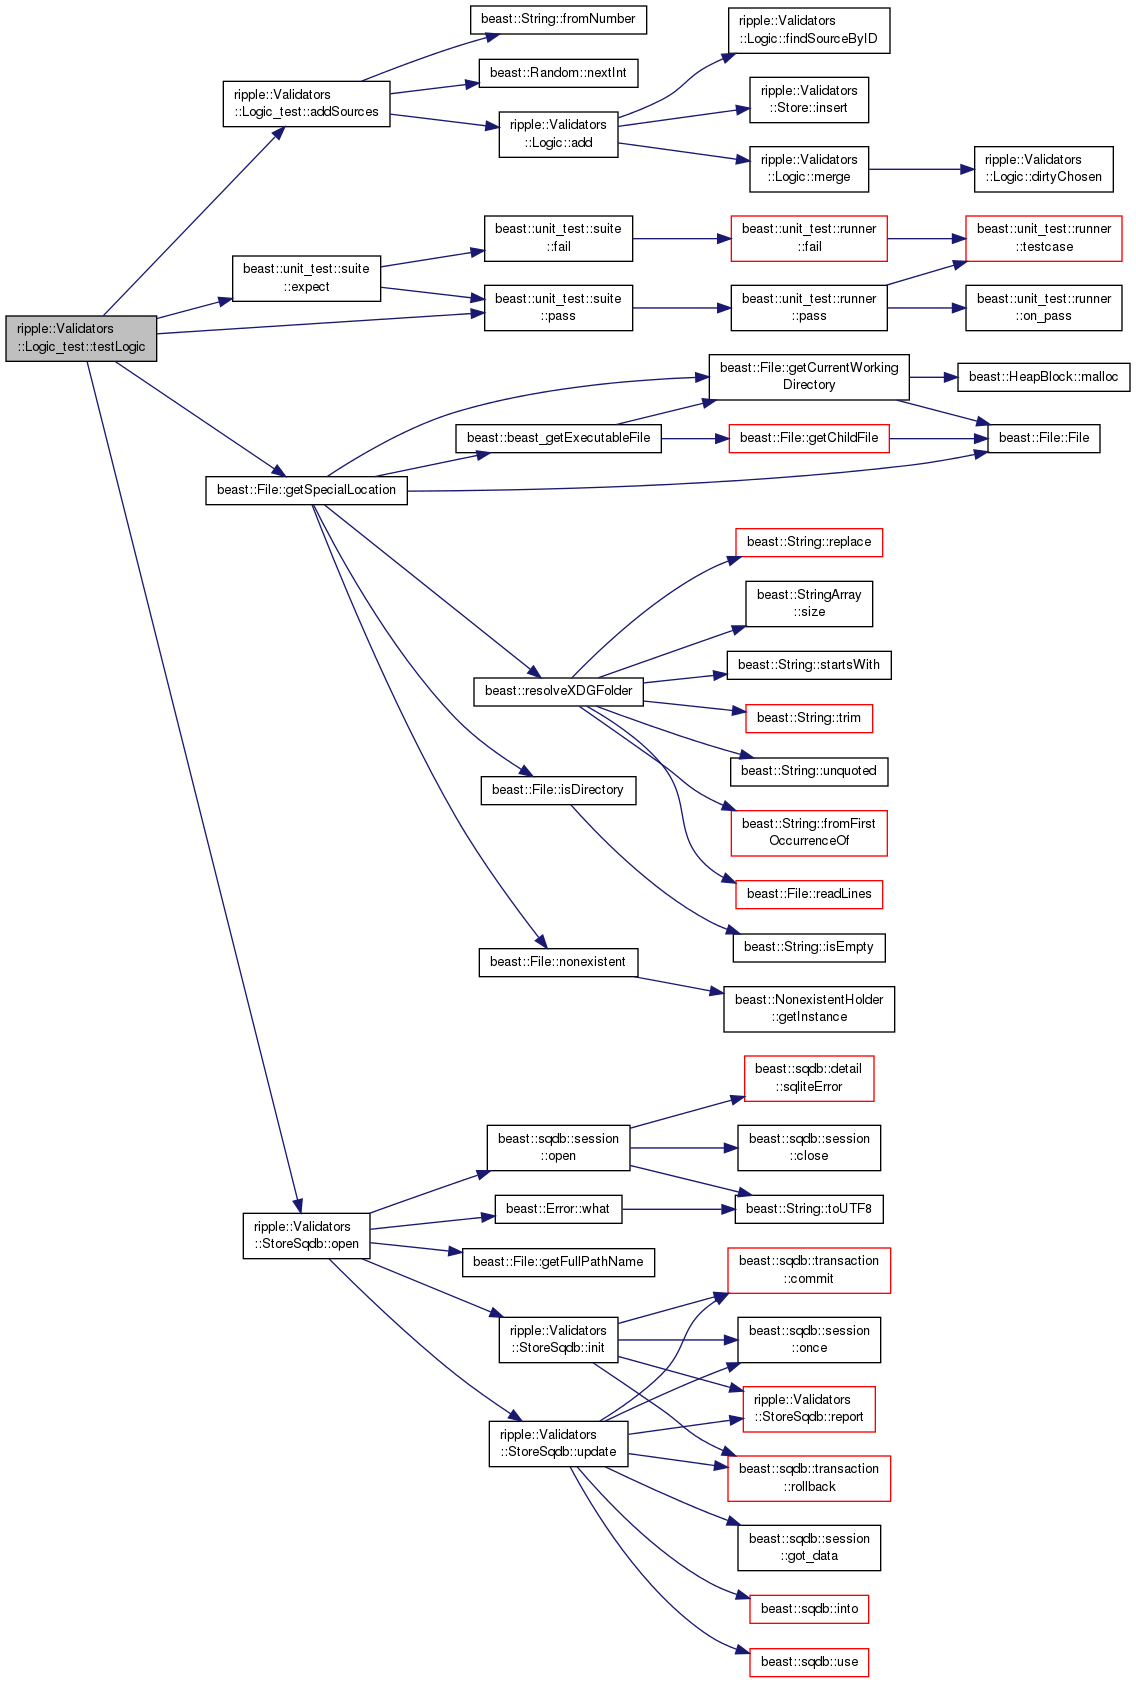 beast::String::fromNumber
ripple::Validators
::Logic::findSourceByID
beast::Random::nextInt
ripple::Validators
::Logic_test::addSources
ripple::Validators
::Store::insert
ripple::Validators
::Logic::add
ripple::Validators
::Logic::merge
ripple::Validators
::Logic::dirtyChosen
beast::unit_test::suite
::fail
beast::unit_test::runner
::fail
beast::unit_test::runner
::testcase
beast::unit_test::suite
::expect
beast::unit_test::suite
::pass
beast::unit_test::runner
::pass
beast::unit_test::runner
::on_pass
ripple::Validators
::Logic_test::testLogic
beast::File::getCurrentWorking
Directory
beast::HeapBlock::malloc
beast::beast_getExecutableFile
beast::File::getChildFile
beast::File::File
beast::File::getSpecialLocation
beast::String::replace
beast::StringArray
::size
beast::String::startsWith
beast::resolveXDGFolder
beast::String::trim
beast::String::unquoted
beast::File::isDirectory
beast::String::fromFirst
OccurrenceOf
beast::File::readLines
beast::String::isEmpty
beast::File::nonexistent
beast::NonexistentHolder
::getInstance
beast::sqdb::detail
::sqliteError
beast::sqdb::session
::open
beast::sqdb::session
::close
beast::Error::what
beast::String::toUTF8
ripple::Validators
::StoreSqdb::open
beast::File::getFullPathName
beast::sqdb::transaction
::commit
ripple::Validators
::StoreSqdb::init
beast::sqdb::session
::once
ripple::Validators
::StoreSqdb::report
ripple::Validators
::StoreSqdb::update
beast::sqdb::transaction
::rollback
beast::sqdb::session
::got_data
beast::sqdb::into
beast::sqdb::use